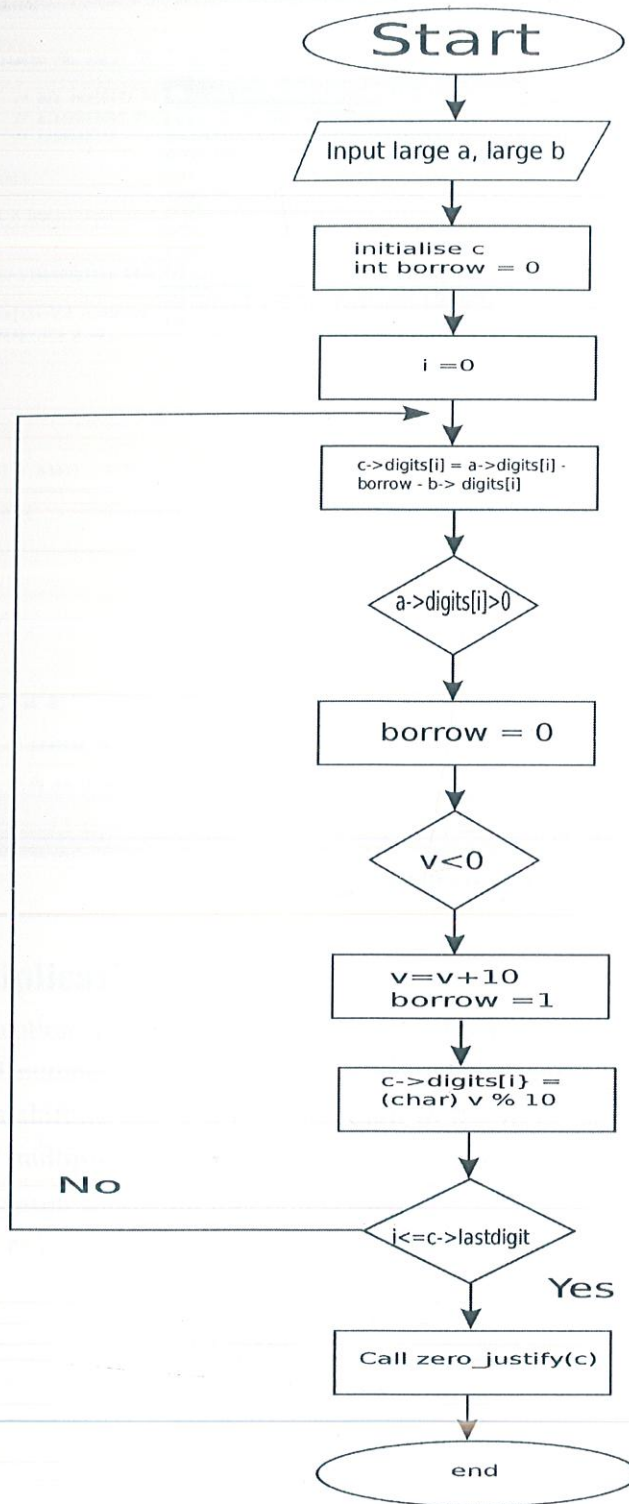 Start
Input large a, large b
initialise c
int borrow = 0
i =0
c->digits[i] = a->digits[i] -
borrow - b-> digits[i]
a->digits[i]>0
borrow = 0
v<0
v=v+10
borrow =1
c->digits[i} =
(char) v % 10
No
i<=c->lastdigit
Yes
Call zero_justify(c)
end